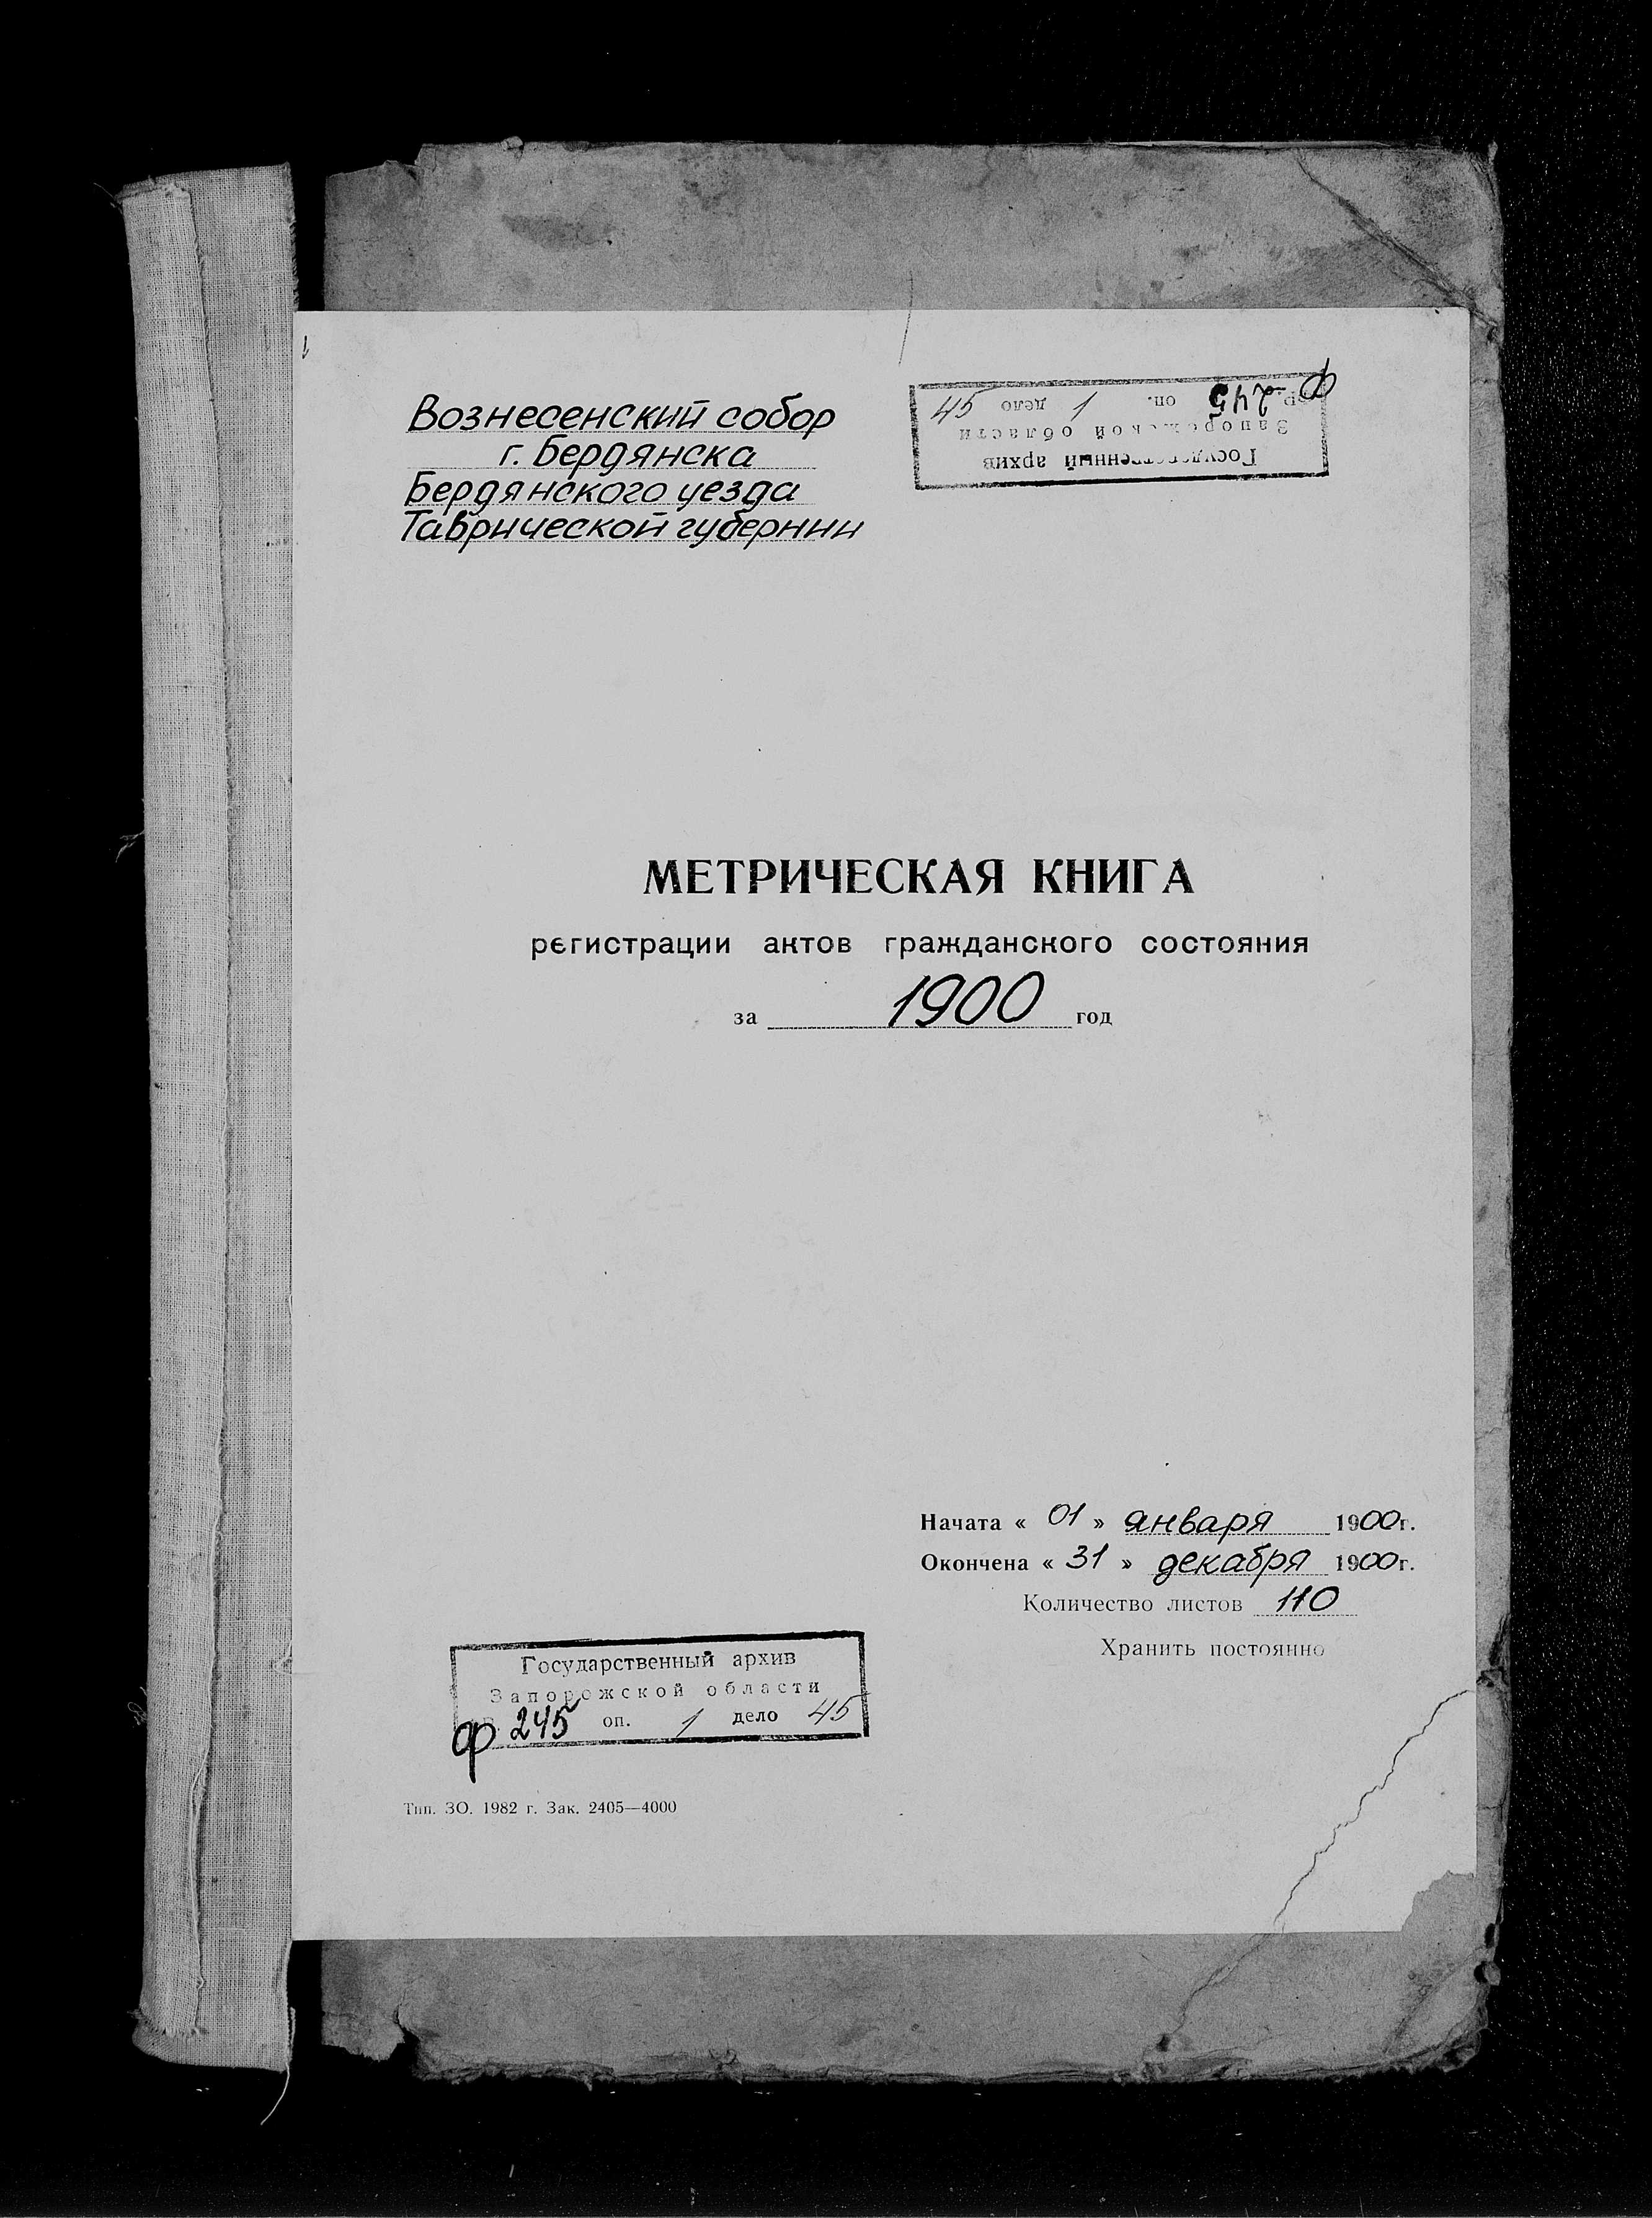 Вознесенский собор
г. Бердянска
Бердянского уезда
Таврической губернии
Государственный архив
Запорожской области
Ф. 245 оп. 1 дело 45
МЕТРИЧЕСКАЯ КНИГА
регистрации актов гражданского состояния
за 1900 год
Начата « 01 » января 1900 г.
Окончена « 31 » декабря 1900 г.
Количество листов 110
Хранить постоянно
Государственный архив
Запорожской области
Ф 245 оп. 1 дело 45
Тип. ЗО. 1982 г. Зак. 2405—4000